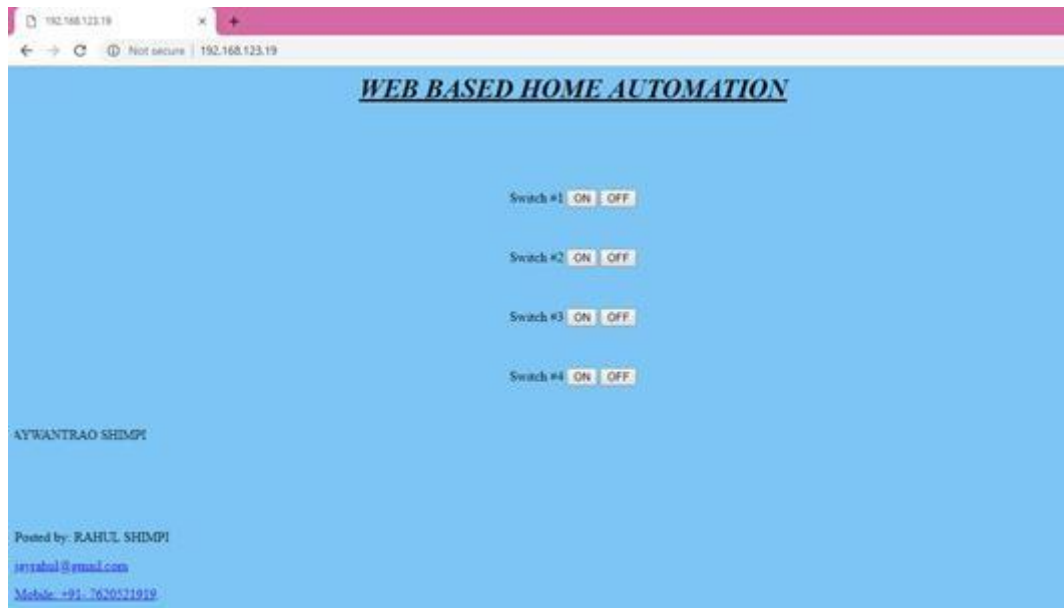 192.168.123.19
Not secure | 192.168.123.19
WEB BASED HOME AUTOMATION
Switch #1 ON OFF
Switch #2 ON OFF
Switch #3 ON OFF
Switch #4 ON OFF
AYWANTRAO SHIMPI
Posted by: RAHUL SHIMPI
Mobile: +91- 7620521919